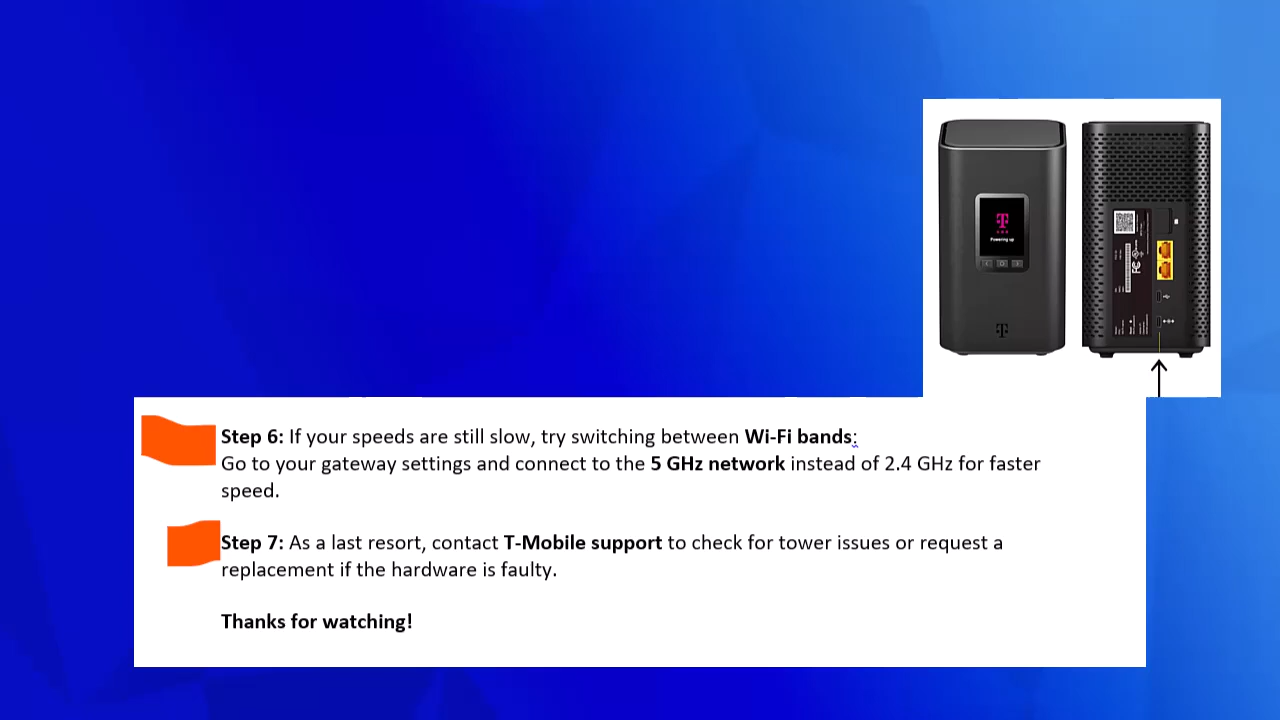 Powering up
Step 6: If your speeds are still slow, try switching between Wi-Fi bands:
Go to your gateway settings and connect to the 5 GHz network instead of 2.4 GHz for faster
speed.
Step 7: As a last resort, contact T-Mobile support to check for tower issues or request a
replacement if the hardware is faulty.
Thanks for watching!